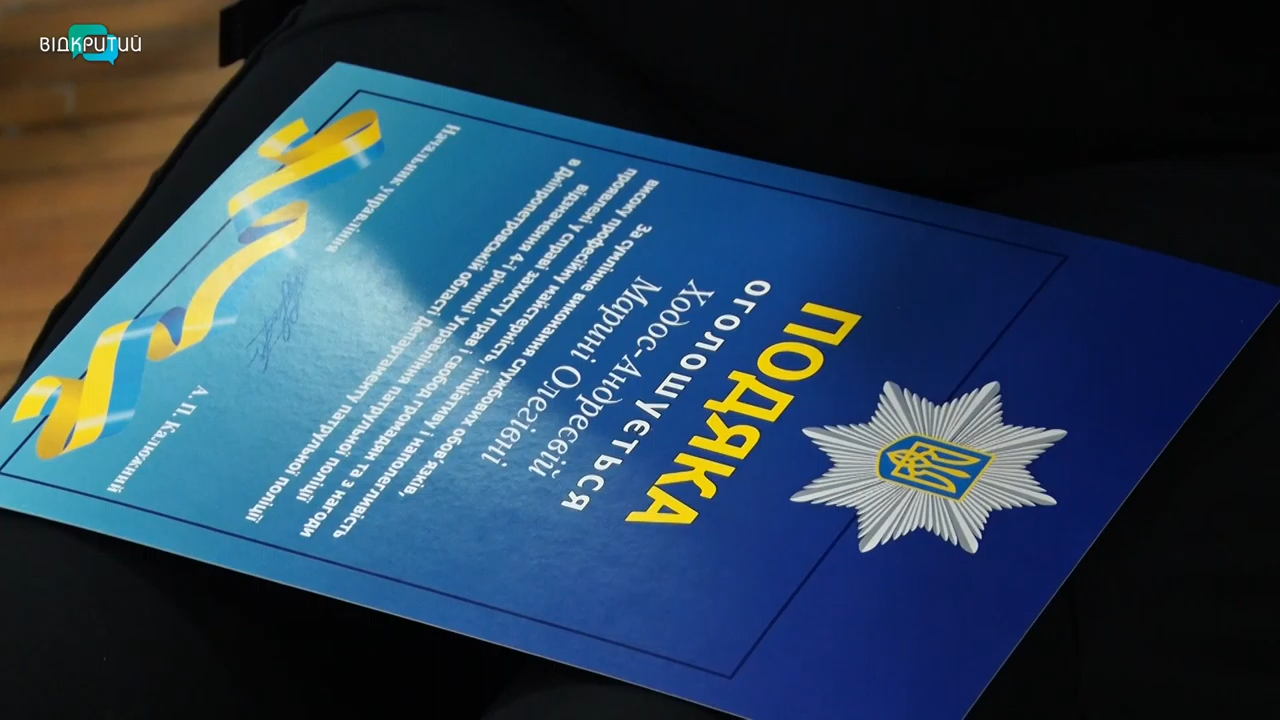 ВІДКРИТИЙ
ПОДЯКА
оголошується
Ходос-Андреєвій
Марині Олегівні
За сумлінне виконання службових обов'язків,
високу професійну майстерність, ініціативу і наполегливість
проявлені у справі захисту прав і свобод громадян та з нагоди
відзначення 4-ї річниці Управління патрульної поліції
в Дніпропетровській області Департаменту патрульної поліції
Начальник управління
А. П. Калюжний